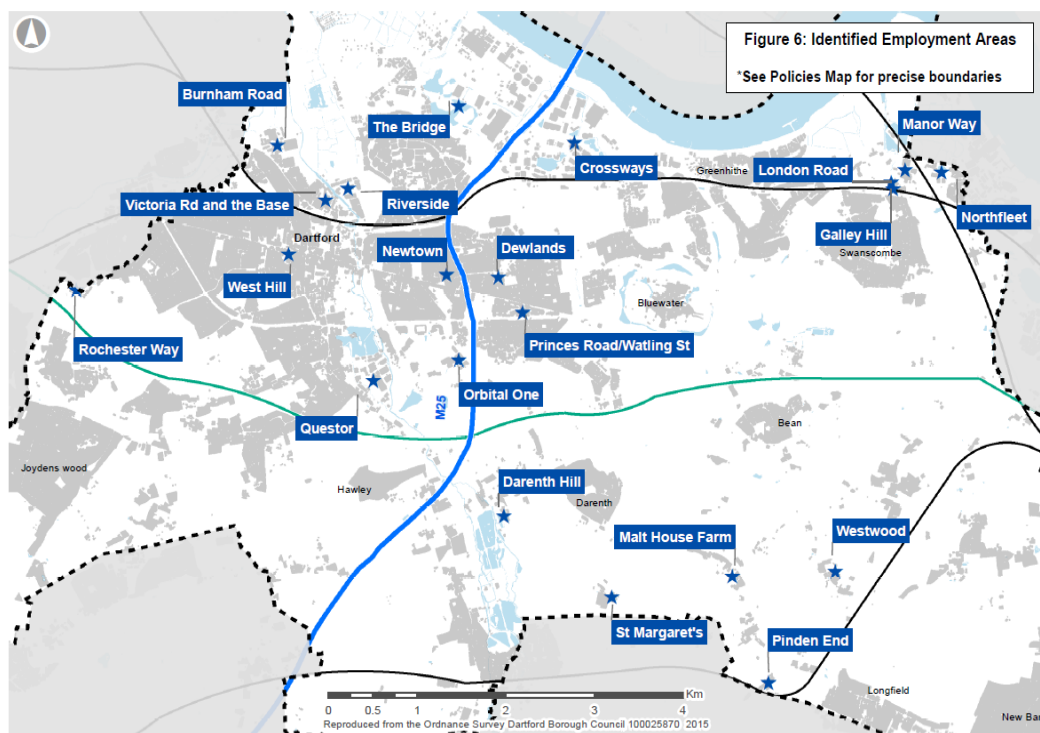 Figure 6: Identified Employment Areas
*See Policies Map for precise boundaries
Burnham Road
The Bridge
Manor Way
Crossways
Greenhithe
London Road
Victoria Rd and the Base
Riverside
Northfleet
Galley Hill
Dartford
Newtown
Dewlands
Swanscombe
West Hill
Bluewater
Rochester Way
Princes Road/Watling St
Orbital One
M25
Questor
Bean
Joydens wood
Hawley
Darenth Hill
Darenth
Malt House Farm
Westwood
St Margaret's
Pinden End
Longfield
New Bar
Km
0 0.5 1 2 3 4
Reproduced from the Ordnance Survey Dartford Borough Council 100025870 2015